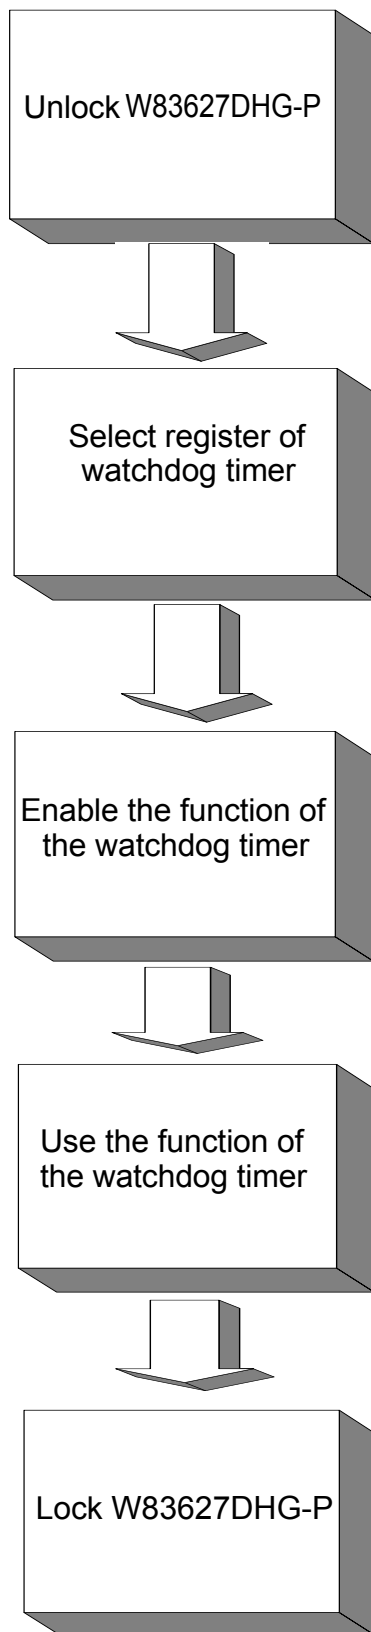 Unlock W83627DHG-P
Select register of
watchdog timer
Enable the function of
the watchdog timer
Use the function of
the watchdog timer
Lock W83627DHG-P